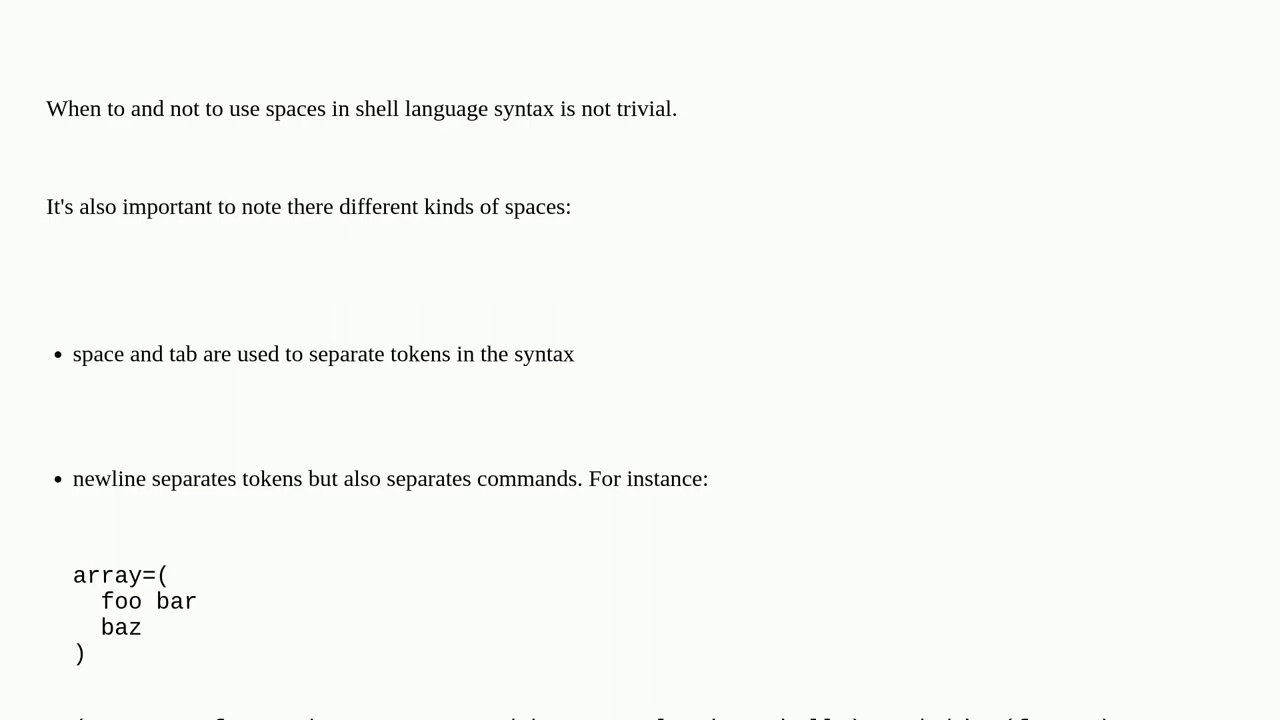 When to and not to use spaces in shell language syntax is not trivial.
It's also important to note there different kinds of spaces:
• space and tab are used to separate tokens in the syntax
• newline separates tokens but also separates commands. For instance:
array=(
  foo bar
  baz
)